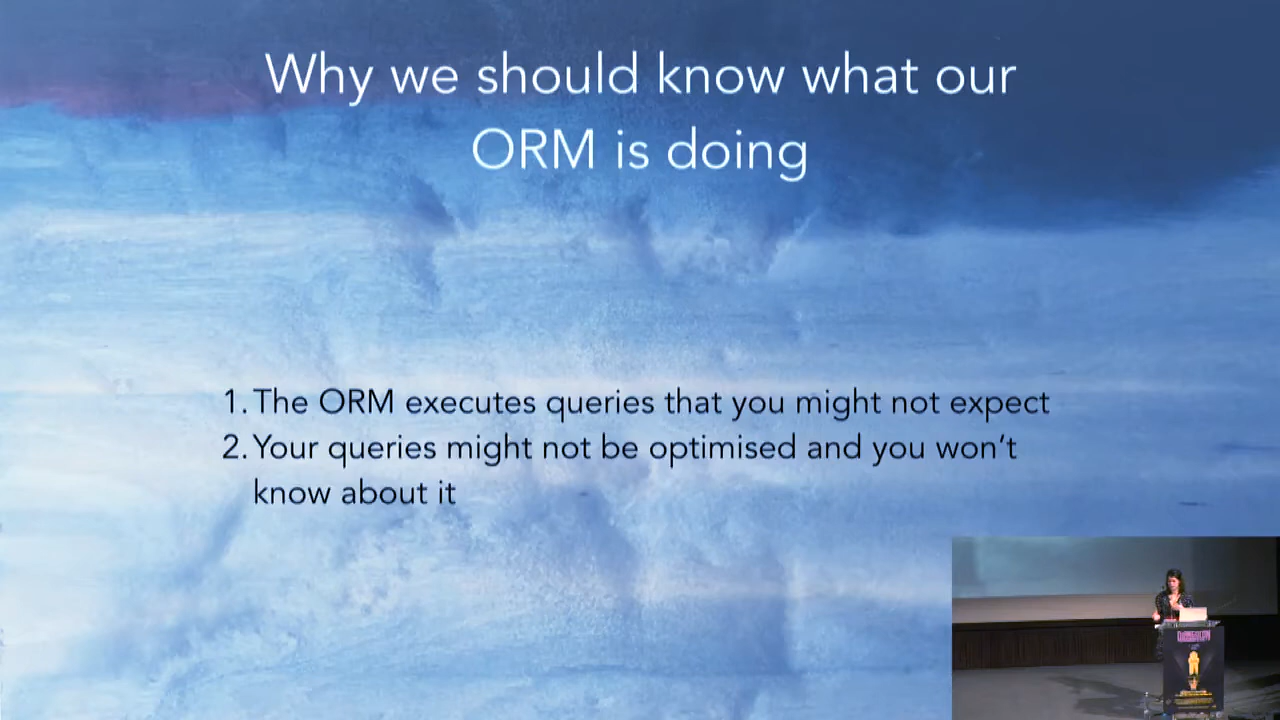 Why we should know what our
ORM is doing
1. The ORM executes queries that you might not expect
2. Your queries might not be optimised and you won't
know about it